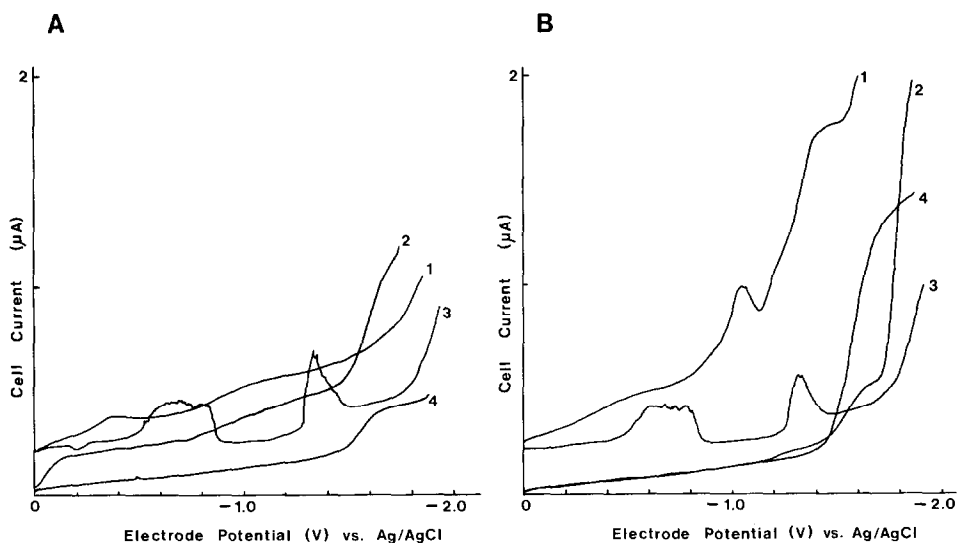 A
B
2
2
Cell Current (μA)
Cell Current (μA)
1
2
3
4
1
2
4
3
0
−1.0
−2.0
0
−1.0
−2.0
Electrode Potential (V) vs. Ag/AgCl
Electrode Potential (V) vs. Ag/AgCl